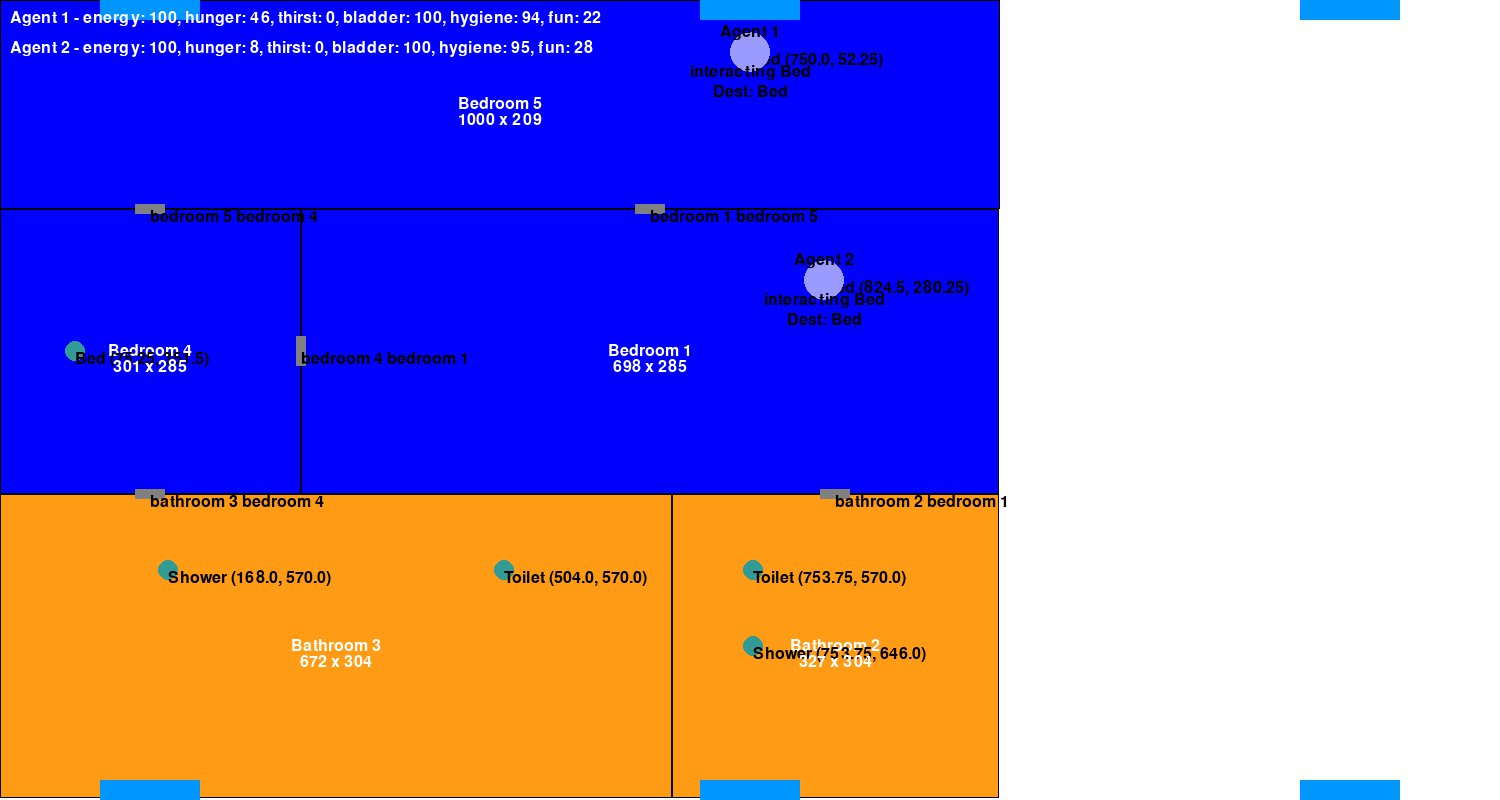 Agent 1 - energy: 100, hunger: 46, thirst: 0, bladder: 100, hygiene: 94, fun: 22
Agent 2 - energy: 100, hunger: 8, thirst: 0, bladder: 100, hygiene: 95, fun: 28
Agent 1
(750.0, 52.25)
interacting Bed
Dest: Bed
Bedroom 5
1000 x 209
bedroom 5 bedroom 4
bedroom 1 bedroom 5
Agent 2
(824.5, 280.25)
interacting Bed
Dest: Bed
Bedroom 4
Bed
301 x 285
bedroom 4 bedroom 1
Bedroom 1
698 x 285
bathroom 3 bedroom 4
bathroom 2 bedroom 1
Shower (168.0, 570.0)
Toilet (504.0, 570.0)
Toilet (753.75, 570.0)
Bathroom 3
672 x 304
Bathroom 2
Shower (753.75, 646.0)
327 x 304